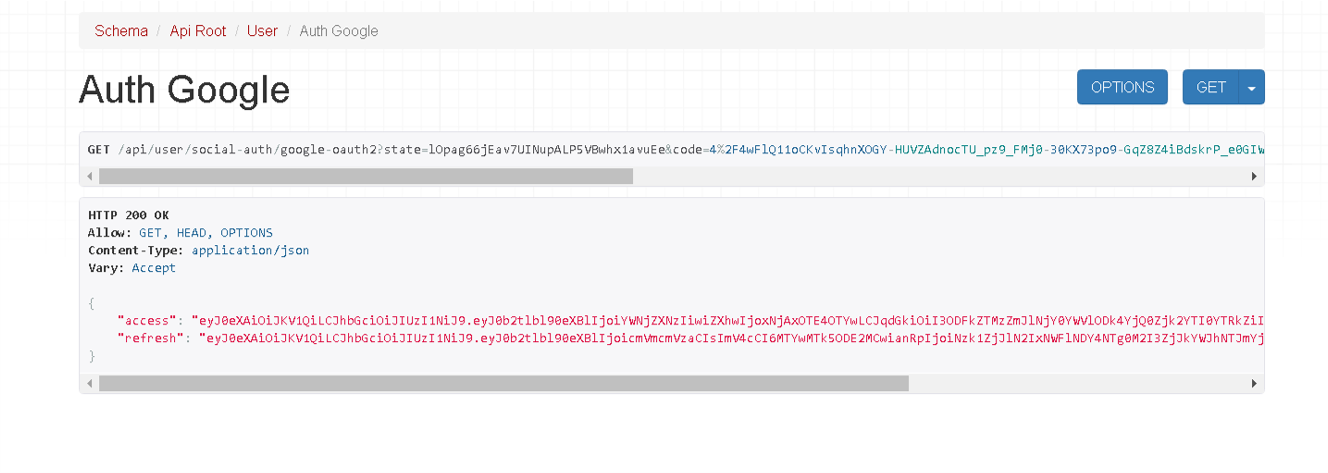 Schema / Api Root / User / Auth Google
Auth Google
OPTIONS GET
GET /api/user/social-auth/google-oauth2?state=lOpag66jEav7UINupALP5VBwhx1avuEe&code=4%2F4wFlQ11oCKvIsqhnXOGY-HUVZAdnocTU_pz9_FMj0-30KX73po9-GqZ8Z4iBdskrP_e0GIw
HTTP 200 OK
Allow: GET, HEAD, OPTIONS
Content-Type: application/json
Vary: Accept
{
"access": "eyJ0eXAiOiJKV1QiLCJhbGciOiJIUzI1NiJ9.eyJ0b2tlbl90eXBlIjoiYWNjZXNzIiwiZXhwIjoxNjAxOTE4OTYwLCJqdGkiOiI3ODFkZTMzZmJlNjY0YWVlODk4YjQ0Zjk2YTI0YTRkZiI
"refresh": "eyJ0eXAiOiJKV1QiLCJhbGciOiJIUzI1NiJ9.eyJ0b2tlbl90eXBlIjoicmVmcmVzaCIsImV4cCI6MTYwMTk5ODE2MCwianRpIjoiNzk1ZjJlN2IxNWFlNDY4NTg0M2I3ZjJkYWJhNTJmYj
}